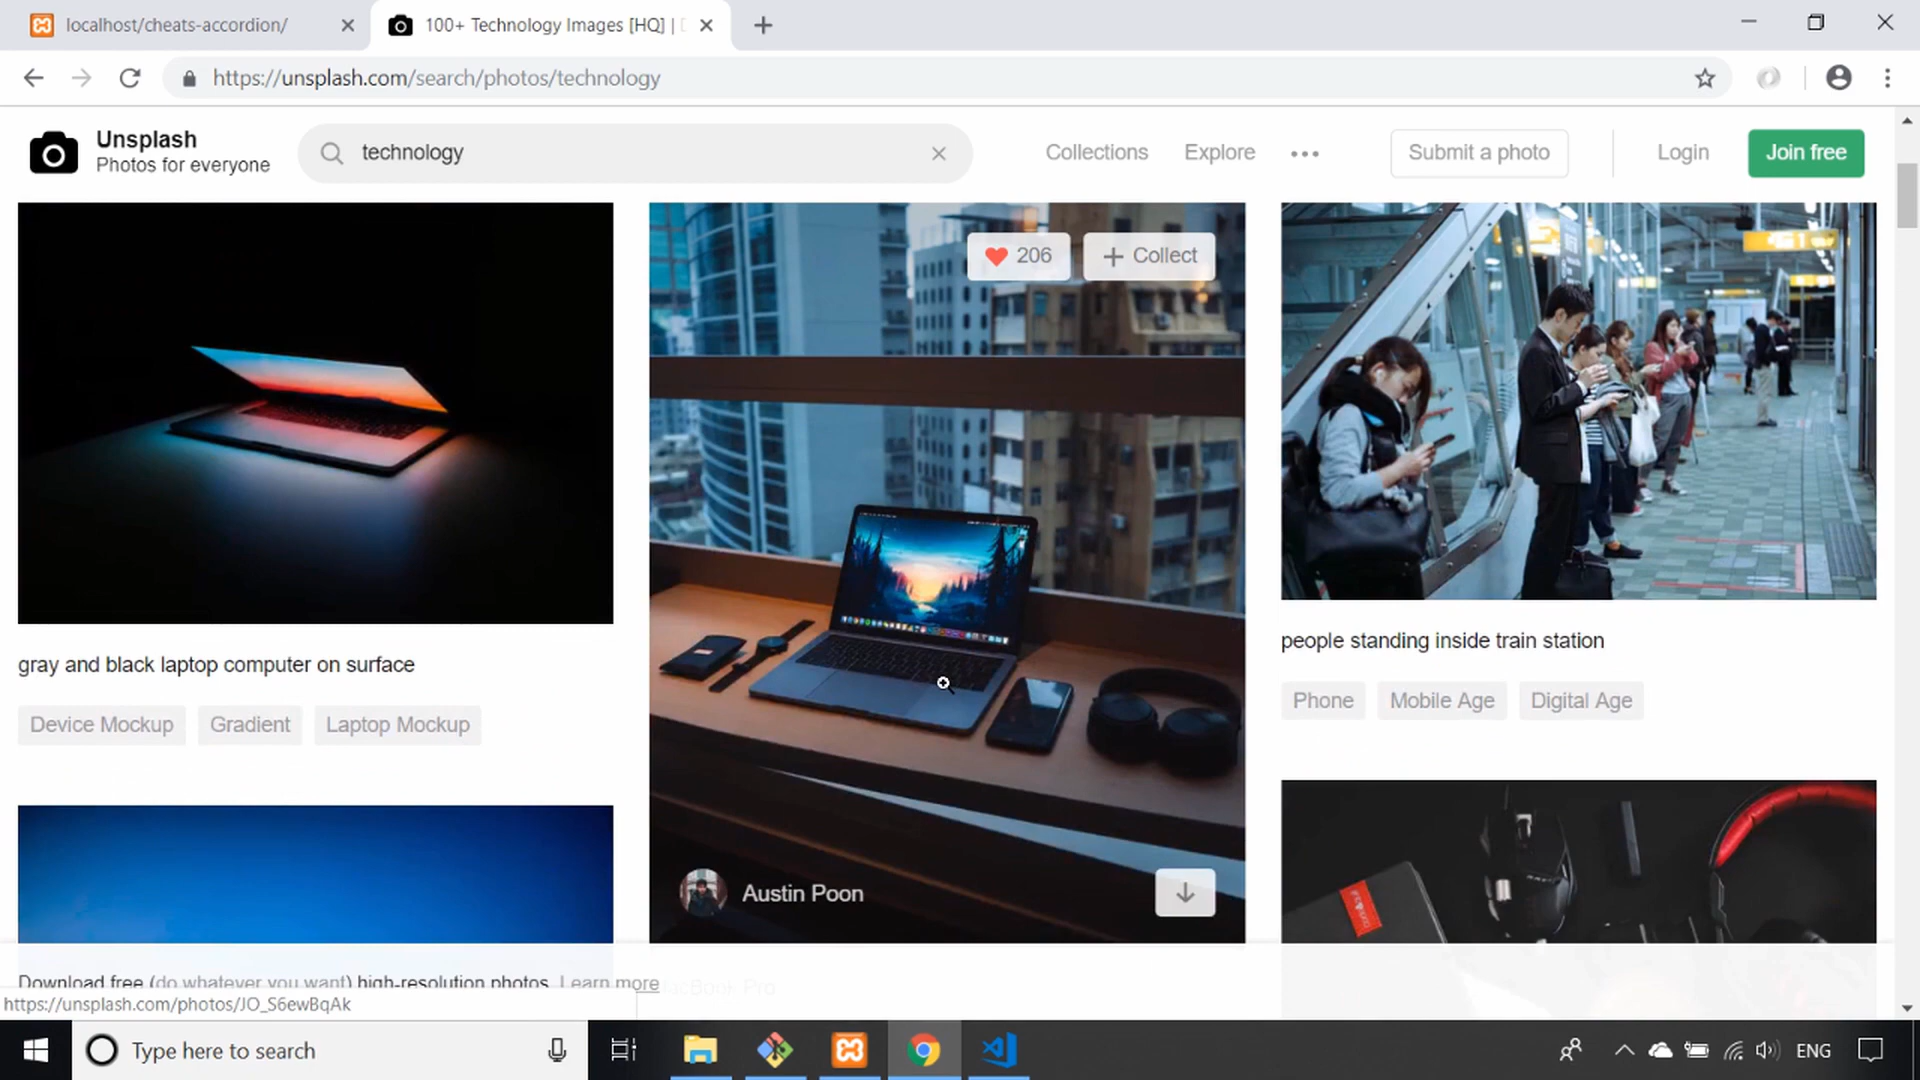 localhost/cheats-accordion/
100+ Technology Images [HQ] |
https://unsplash.com/search/photos/technology
Unsplash
Photos for everyone
technology
Collections
Explore
Submit a photo
Login
Join free
206
Collect
gray and black laptop computer on surface
Device Mockup
Gradient
Laptop Mockup
people standing inside train station
Phone
Mobile Age
Digital Age
Austin Poon
Download free (do whatever you want) high-resolution photos. Learn more
https://unsplash.com/photos/JO_S6ewBqAk
Type here to search
ENG